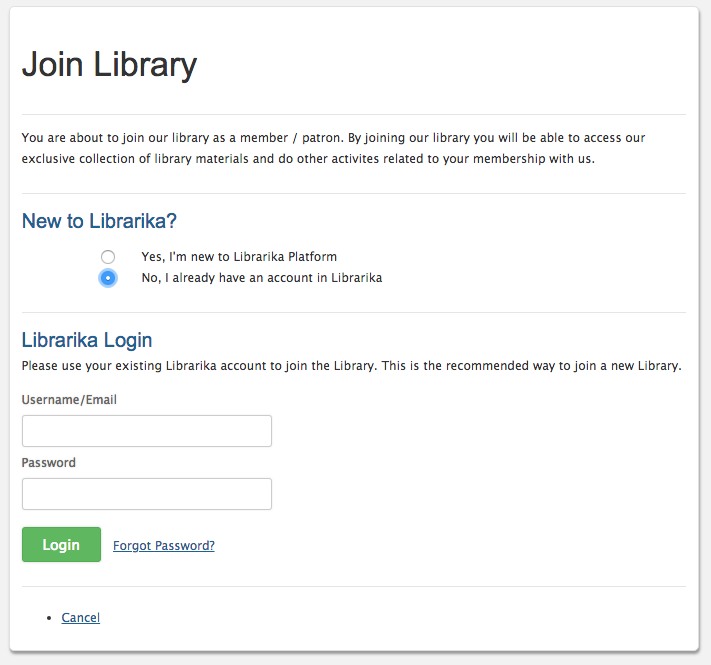 Join Library
You are about to join our library as a member / patron. By joining our library you will be able to access our
exclusive collection of library materials and do other activites related to your membership with us.
New to Librarika?
Yes, I'm new to Librarika Platform
No, I already have an account in Librarika
Librarika Login
Please use your existing Librarika account to join the Library. This is the recommended way to join a new Library.
Username/Email
Password
Login Forgot Password?
Cancel